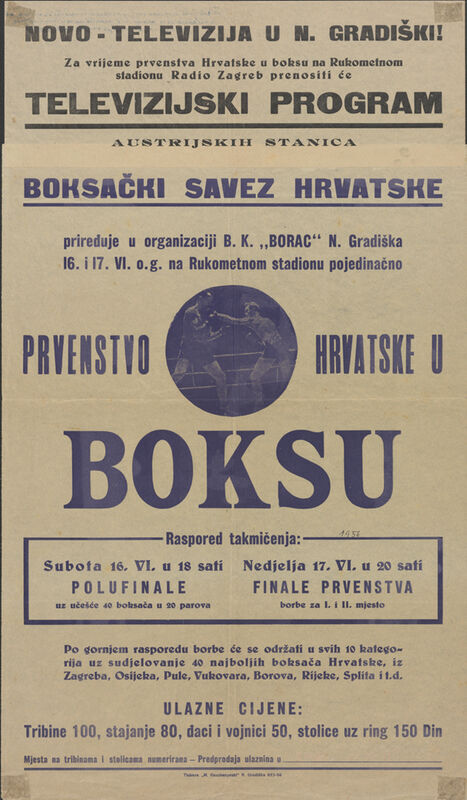 NOVO - TELEVIZIJA U N. GRADIŠKI!
Za vrijeme prvenstva Hrvatske u boksu na Rukometnom
stadionu Radio Zagreb prenositi će
TELEVIZIJSKI PROGRAM
AUSTRIJSKIH STANICA
BOKSAČKI SAVEZ HRVATSKE
priređuje u organizaciji B. K. „BORAC“ N. Gradiška
16. i 17. VI. o.g. na Rukometnom stadionu pojedinačno
PRVENSTVO HRVATSKE U
BOKSU
Raspored takmičenja: 1956
Subota 16. VI. u 18 sati
POLUFINALE
uz učešće 40 boksača u 20 parova
Nedjelja 17. VI. u 20 sati
FINALE PRVENSTVA
borbe za I. i II. mjesto
Po gornjem rasporedu borbe će se održati u svih 10 katego-
rija uz sudjelovanje 40 najboljih boksača Hrvatske, iz
Zagreba, Osijeka, Pule, Vukovara, Borova, Rijeke, Splita i t.d.
ULAZNE CIJENE:
Tribine 100, stajanje 80, đaci i vojnici 50, stolice uz ring 150 Din
Mjesta na tribinama i stolicama numerirana – Predprodaja ulaznina u
Tiskara „M. N. Gradiška